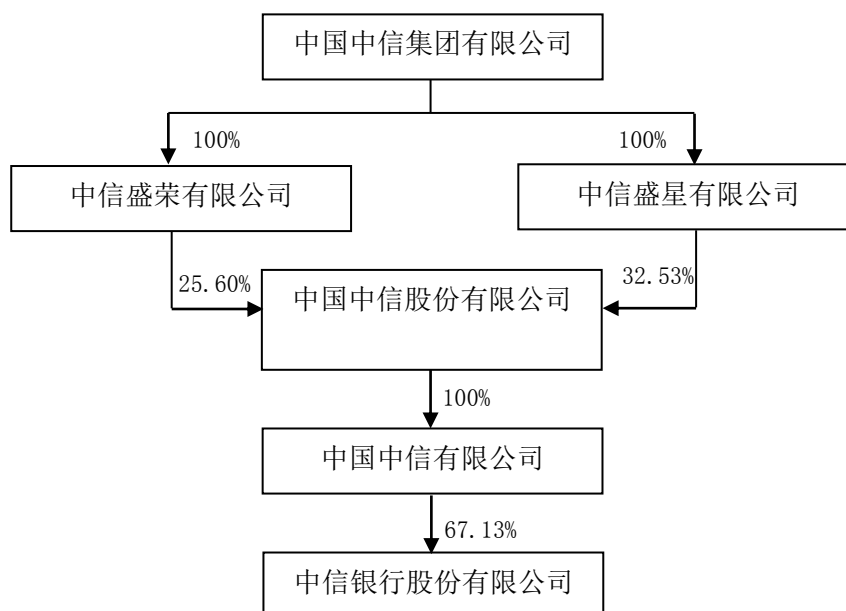 中国中信集团有限公司
100%
100%
中信盛荣有限公司
中信盛星有限公司
25.60%
32.53%
中国中信股份有限公司
100%
中国中信有限公司
67.13%
中信银行股份有限公司